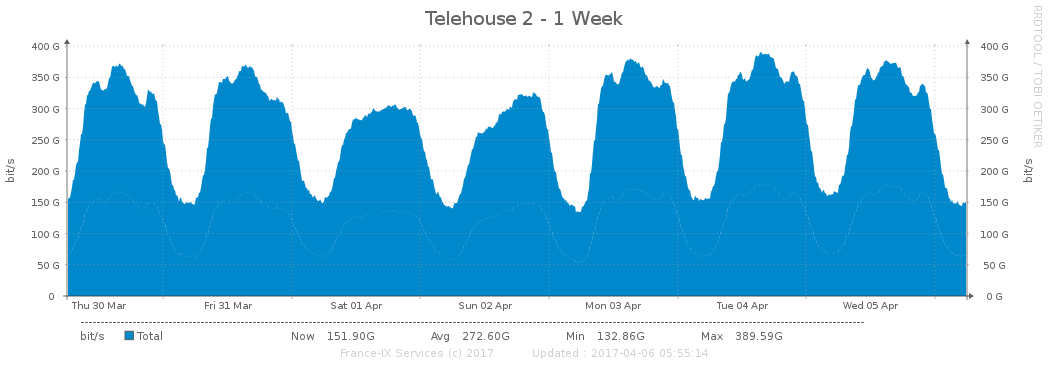 Telehouse 2 - 1 Week
RRDTOOL / TOBI OETIKER
bit/s
400 G 400 G
350 G 350 G
300 G 300 G
250 G 250 G
200 G 200 G
150 G 150 G
100 G 100 G
50 G 50 G
0 0 G
bit/s
Thu 30 Mar Fri 31 Mar Sat 01 Apr Sun 02 Apr Mon 03 Apr Tue 04 Apr Wed 05 Apr
bit/s Total Now 151.90G Avg 272.60G Min 132.86G Max 389.59G
France-IX Services (c) 2017 Updated : 2017-04-06 05:55:14